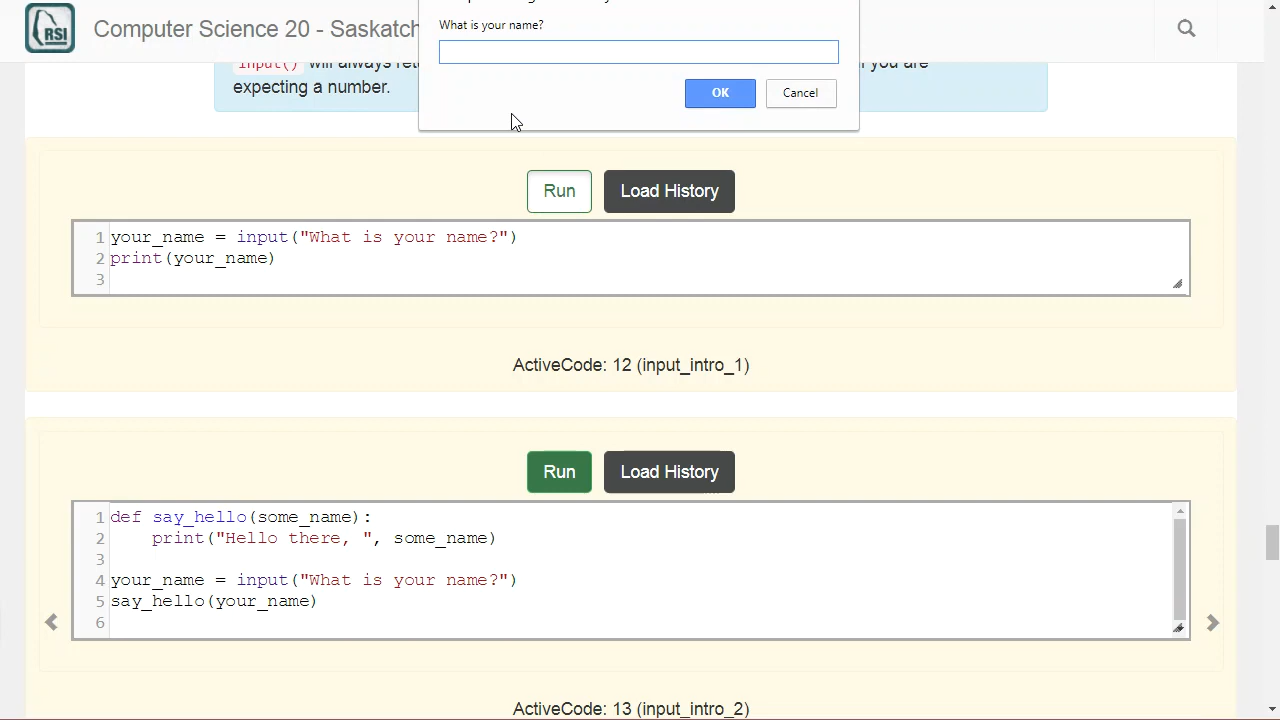 RSI
Computer Science 20 - Saskatch
What is your name?
OK
Cancel
input() will always ret
you are
expecting a number.
Run
Load History
1 your_name = input("What is your name?")
2 print(your_name)
3
ActiveCode: 12 (input_intro_1)
Run
Load History
1 def say_hello(some_name):
2     print("Hello there, ", some_name)
3
4 your_name = input("What is your name?")
5 say_hello(your_name)
6
ActiveCode: 13 (input_intro_2)